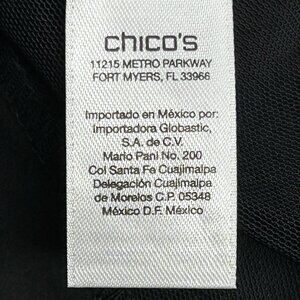 chico's
11215 METRO PARKWAY
FORT MYERS, FL 33966
Importado en México por:
Importadora Globastic,
S.A. de C.V.
Mario Pani No. 200
Col Santa Fe Cuajimalpa
Delegación Cuajimalpa
de Morelos C.P. 05348
México D.F. México